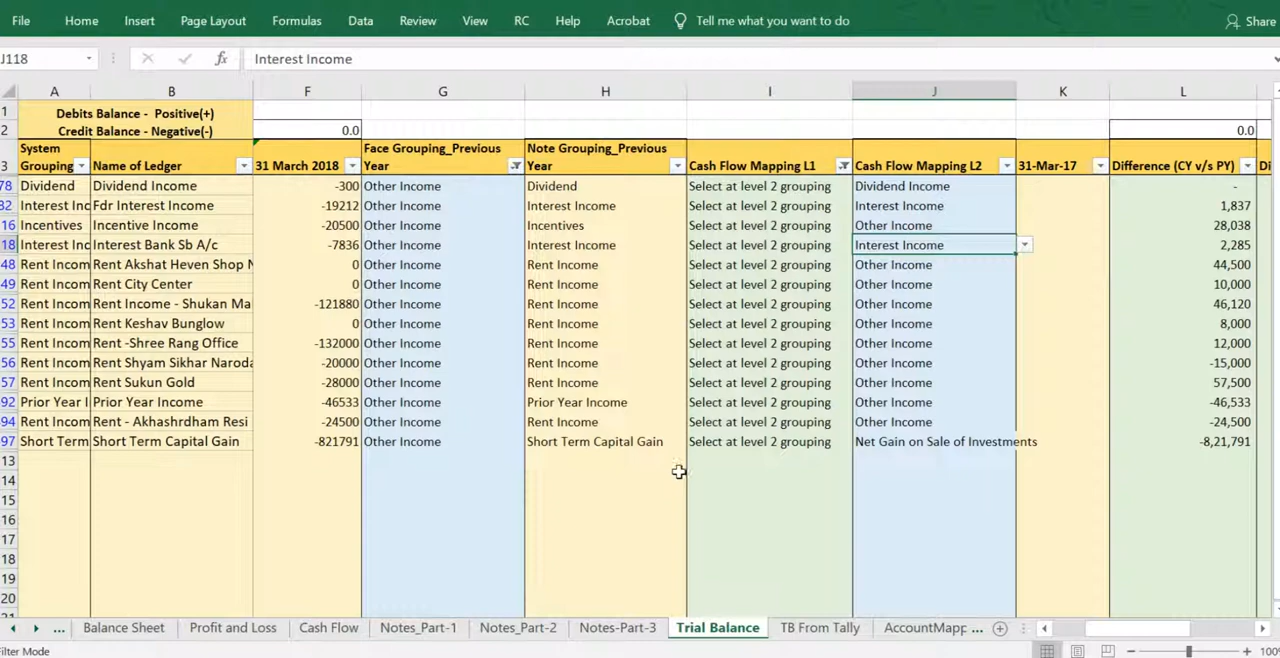 File Home Insert Page Layout Formulas Data Review View RC Help Acrobat Tell me what you want to do Share
J118 fx Interest Income
A B F G H I J K L
1 Debits Balance - Positive(+)
2 Credit Balance - Negative(-) 0.0 0.0
System Face Grouping_Previous Note Grouping_Previous
3 Grouping Name of Ledger 31 March 2018 Year Year Cash Flow Mapping L1 Cash Flow Mapping L2 31-Mar-17 Difference (CY v/s PY) Di
78 Dividend Dividend Income -300 Other Income Dividend Select at level 2 grouping Dividend Income -
82 Interest Inc Fdr Interest Income -19212 Other Income Interest Income Select at level 2 grouping Interest Income 1,837
16 Incentives Incentive Income -20500 Other Income Incentives Select at level 2 grouping Other Income 28,038
18 Interest Inc Interest Bank Sb A/c -7836 Other Income Interest Income Select at level 2 grouping Interest Income 2,285
48 Rent Incom Rent Akshat Heven Shop N 0 Other Income Rent Income Select at level 2 grouping Other Income 44,500
49 Rent Incom Rent City Center 0 Other Income Rent Income Select at level 2 grouping Other Income 10,000
52 Rent Incom Rent Income - Shukan Ma -121880 Other Income Rent Income Select at level 2 grouping Other Income 46,120
53 Rent Incom Rent Keshav Bunglow 0 Other Income Rent Income Select at level 2 grouping Other Income 8,000
55 Rent Incom Rent -Shree Rang Office -132000 Other Income Rent Income Select at level 2 grouping Other Income 12,000
56 Rent Incom Rent Shyam Sikhar Naroda -20000 Other Income Rent Income Select at level 2 grouping Other Income -15,000
57 Rent Incom Rent Sukun Gold -28000 Other Income Rent Income Select at level 2 grouping Other Income 57,500
92 Prior Year I Prior Year Income -46533 Other Income Prior Year Income Select at level 2 grouping Other Income -46,533
94 Rent Incom Rent - Akhashrdham Resi -24500 Other Income Rent Income Select at level 2 grouping Other Income -24,500
97 Short Term Short Term Capital Gain -821791 Other Income Short Term Capital Gain Select at level 2 grouping Net Gain on Sale of Investments -8,21,791
13
14
15
16
17
18
19
20
... Balance Sheet Profit and Loss Cash Flow Notes_Part-1 Notes_Part-2 Notes-Part-3 Trial Balance TB From Tally AccountMapp ...
Filter Mode 100